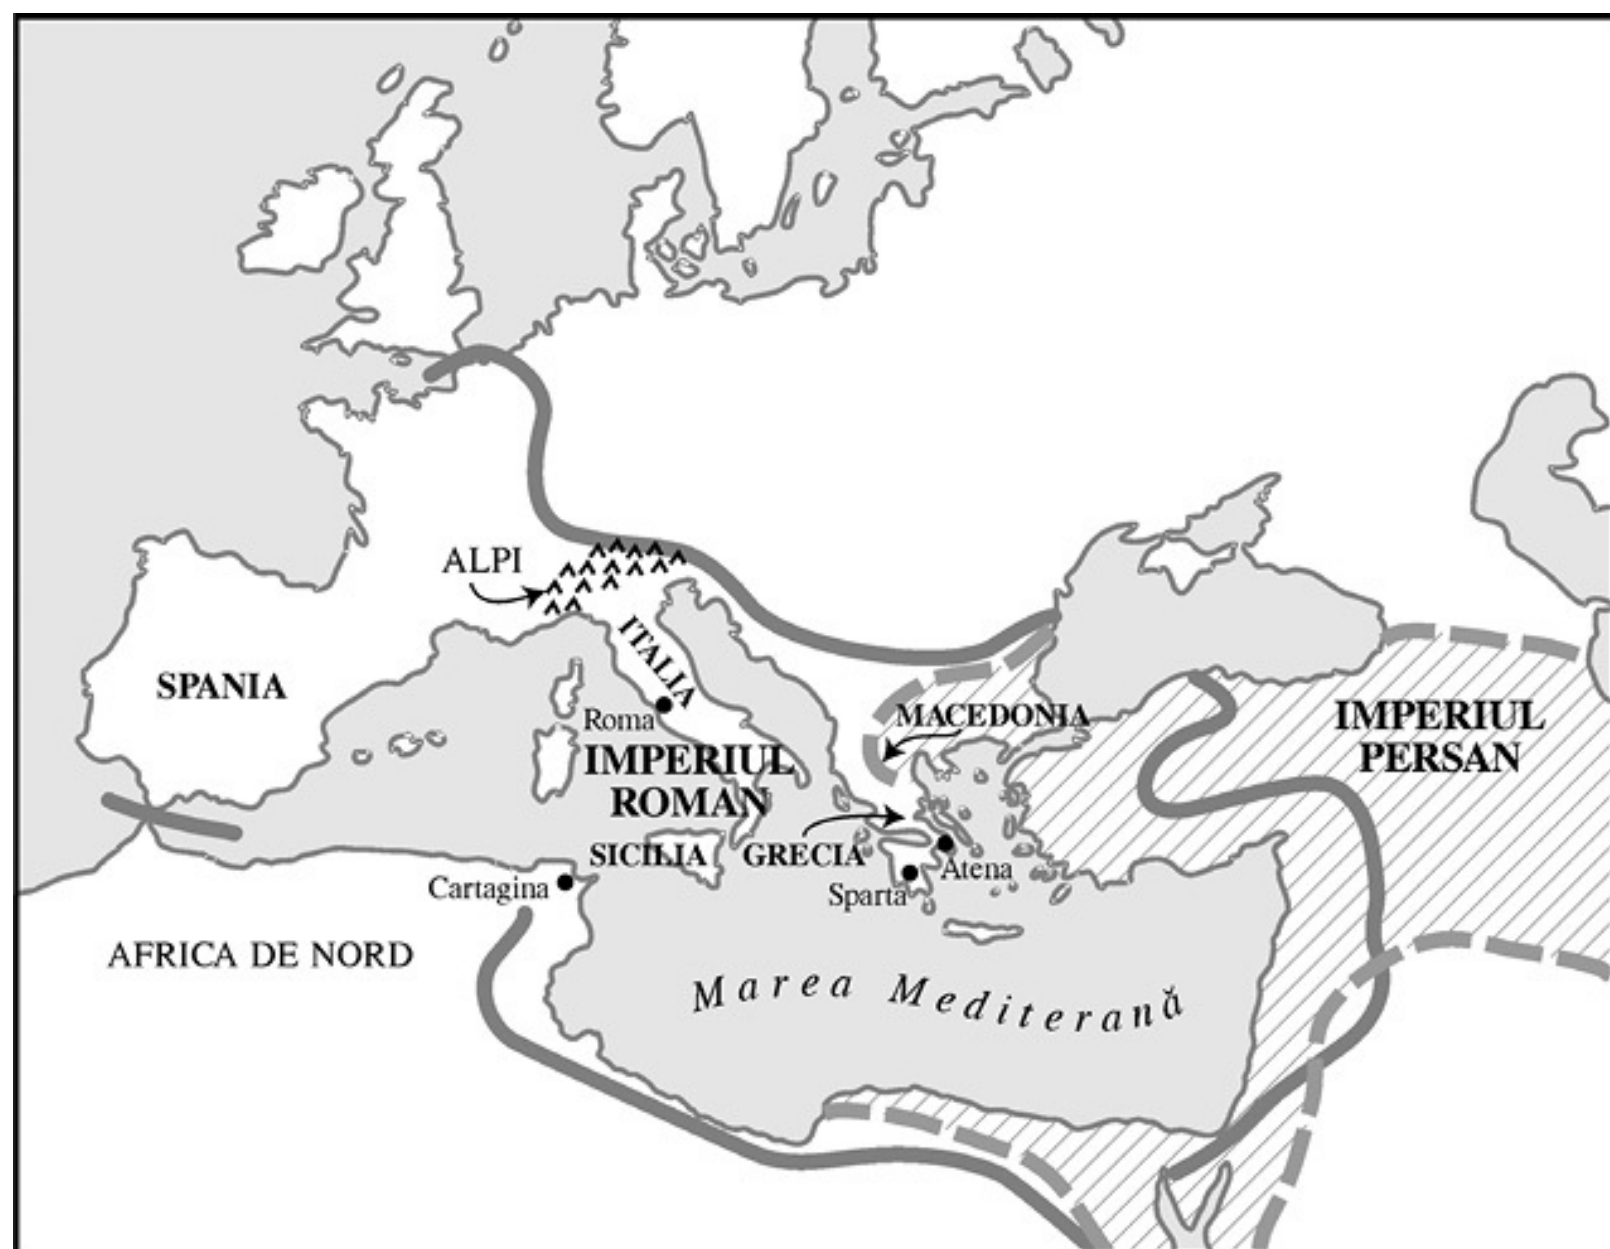 ALPI
ITALIA
SPANIA
Roma
MACEDONIA
IMPERIUL
PERSAN
IMPERIUL
ROMAN
SICILIA
GRECIA
Atena
Cartagina
Sparta
AFRICA DE NORD
Marea Mediterană